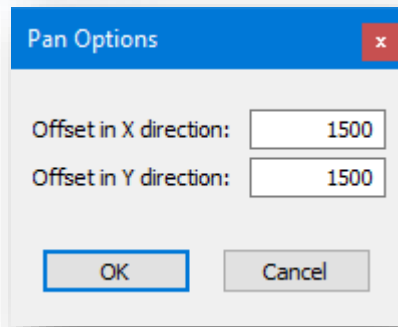 Pan Options
x
Offset in X direction: 1500
Offset in Y direction: 1500
OK Cancel